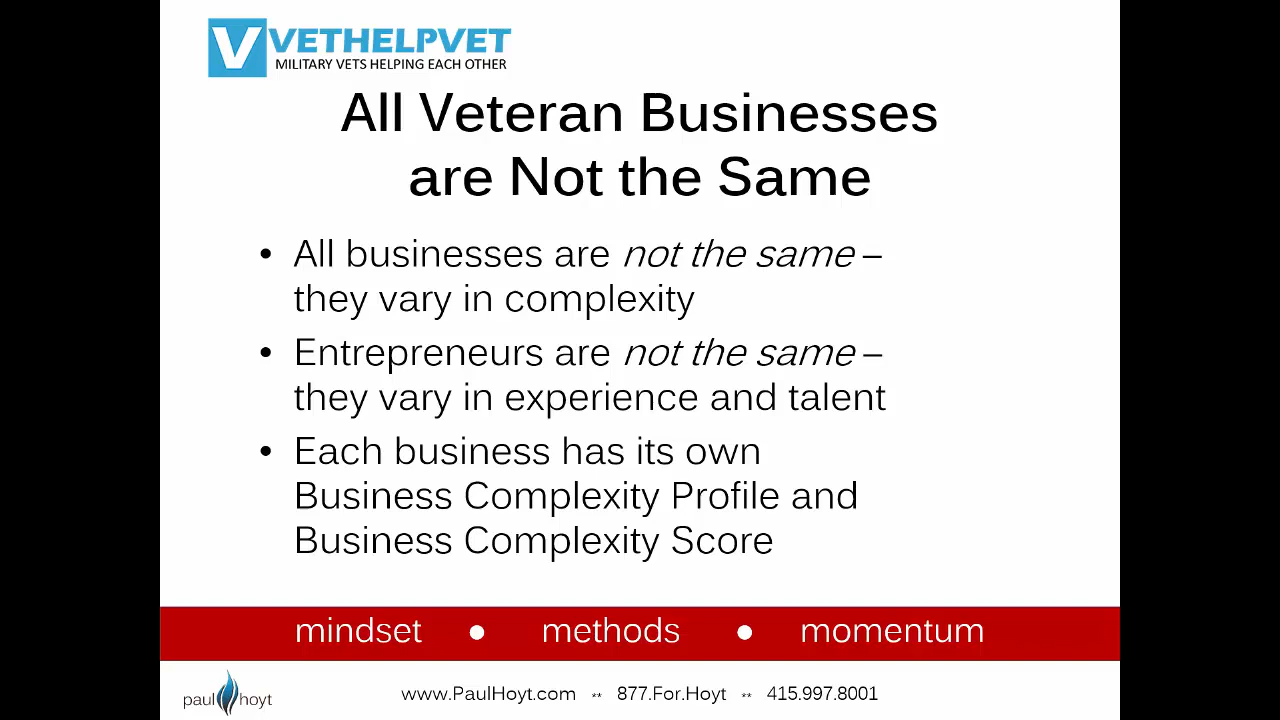 V VETHELPVET
MILITARY VETS HELPING EACH OTHER
All Veteran Businesses
are Not the Same
• All businesses are not the same –
they vary in complexity
• Entrepreneurs are not the same –
they vary in experience and talent
• Each business has its own
Business Complexity Profile and
Business Complexity Score
mindset ● methods ● momentum
paul hoyt
www.PaulHoyt.com ** 877.For.Hoyt ** 415.997.8001